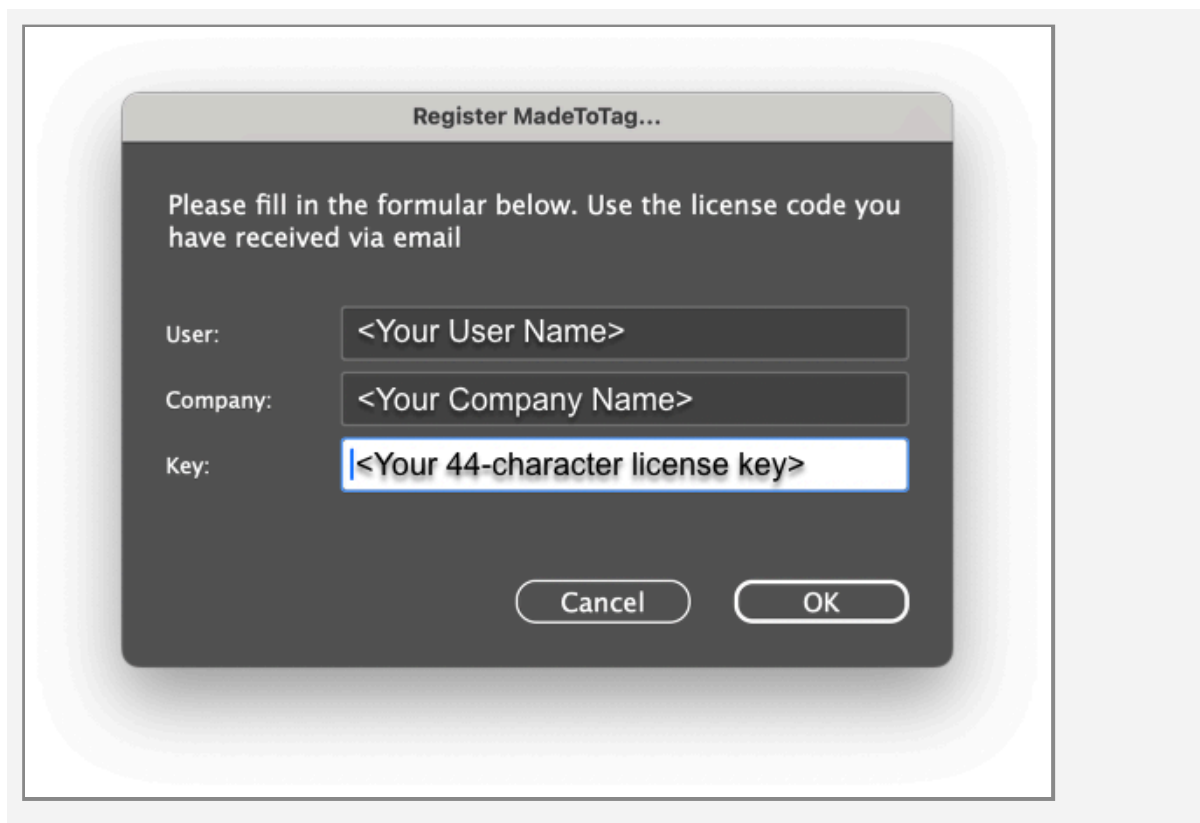 Register MadeToTag...
Please fill in the formular below. Use the license code you
have received via email
User: <Your User Name>
Company: <Your Company Name>
Key: <Your 44-character license key>
Cancel OK